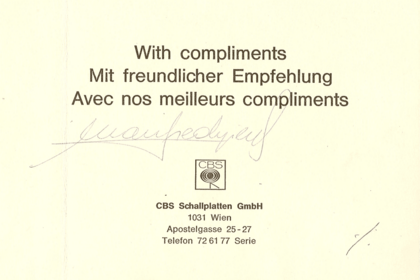 With compliments
Mit freundlicher Empfehlung
Avec nos meilleurs compliments
CBS
CBS Schallplatten GmbH
1031 Wien
Apostelgasse 25 - 27
Telefon 72 61 77 Serie